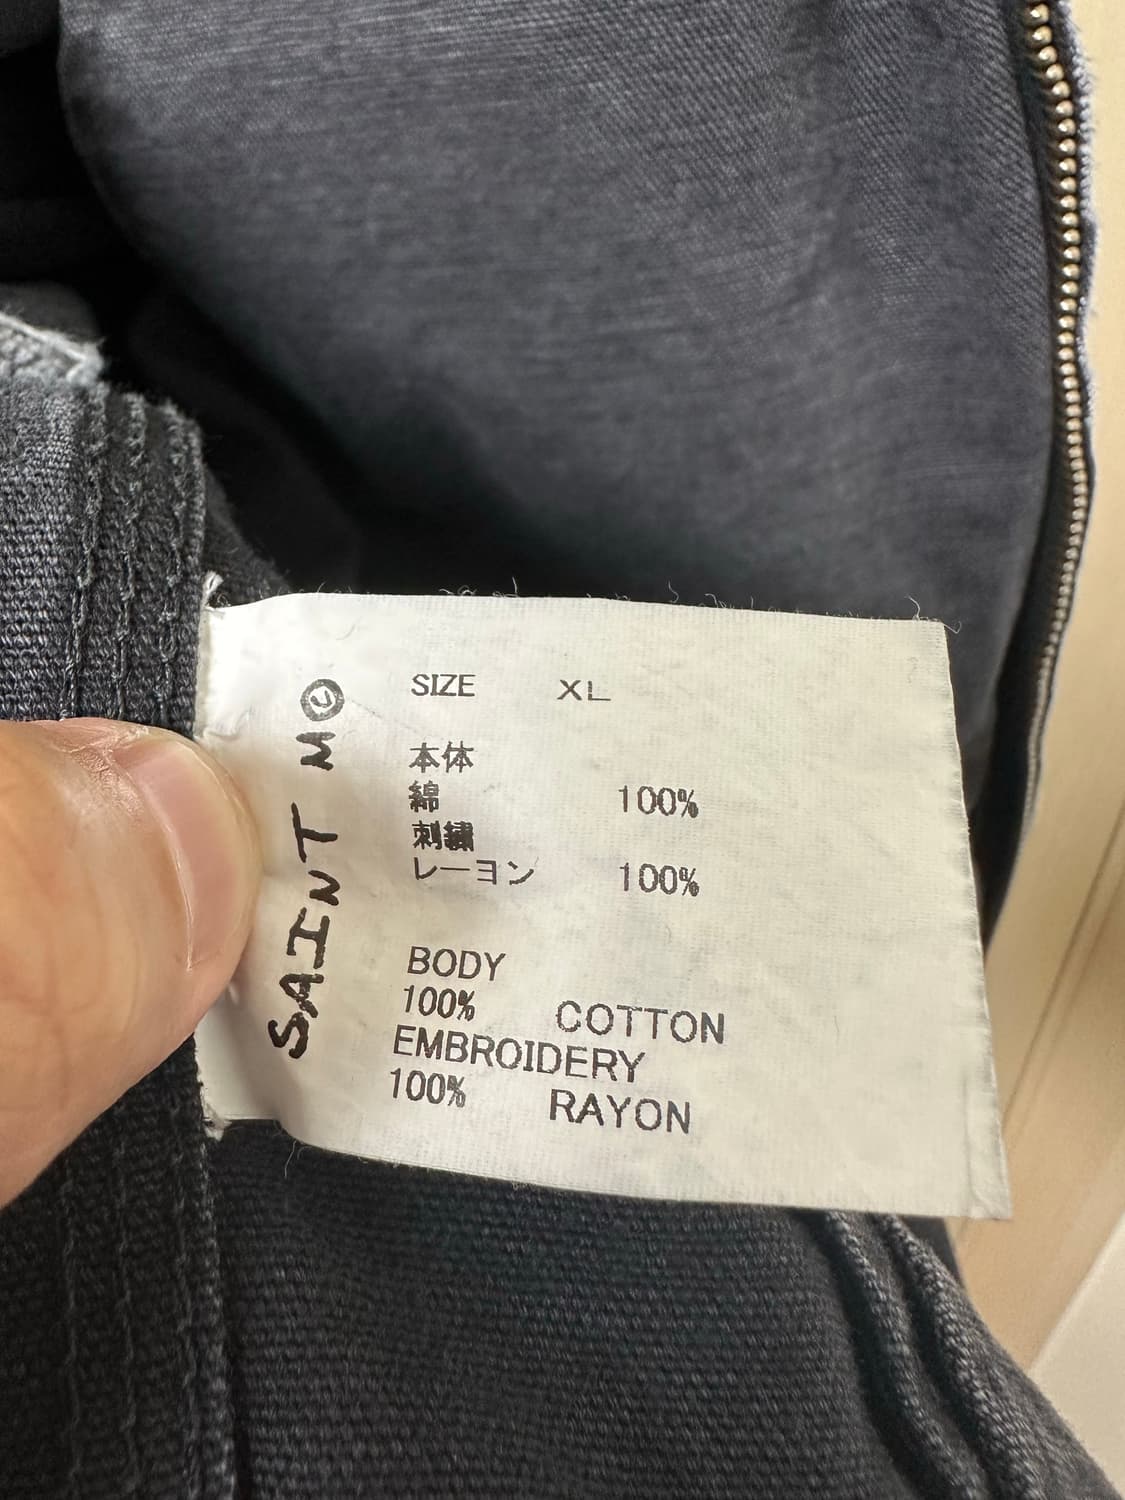 SAINT M
SIZE XL
本体
綿 100%
刺繍
レーヨン 100%
BODY
100% COTTON
EMBROIDERY
100% RAYON